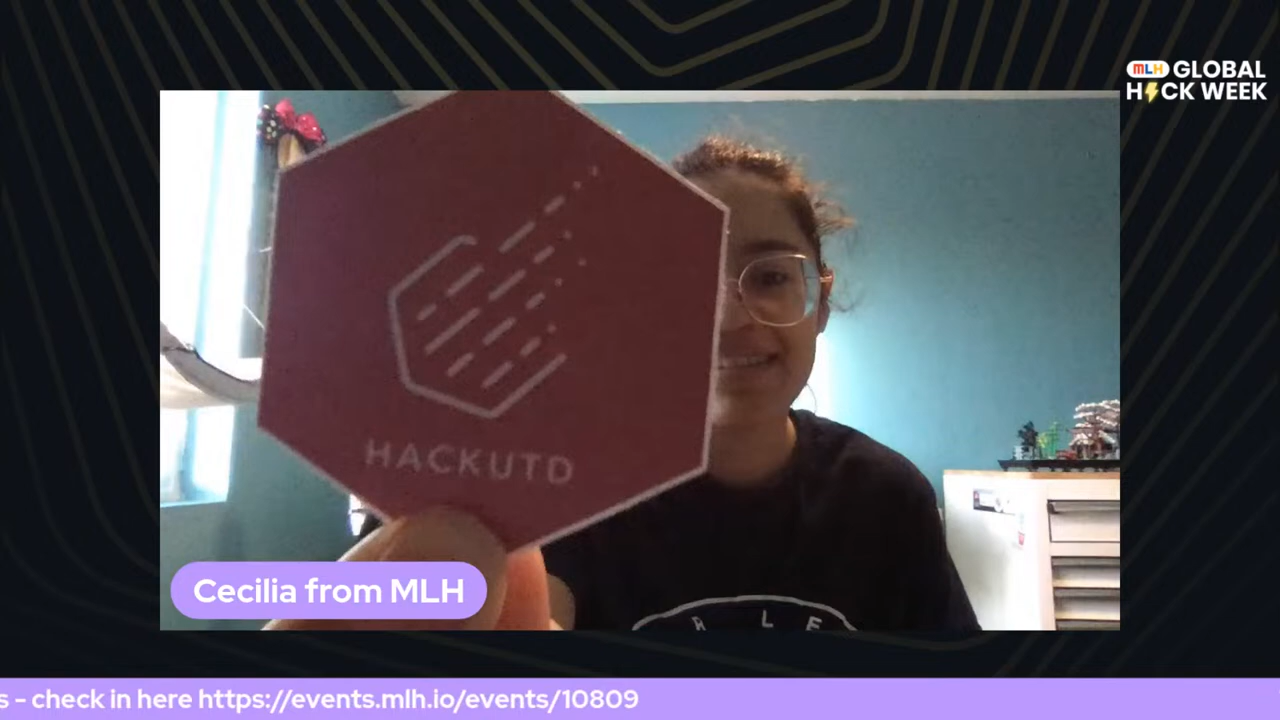 MLH GLOBAL
HACK WEEK
HACKUTD
Cecilia from MLH
s - check in here https://events.mlh.io/events/10809